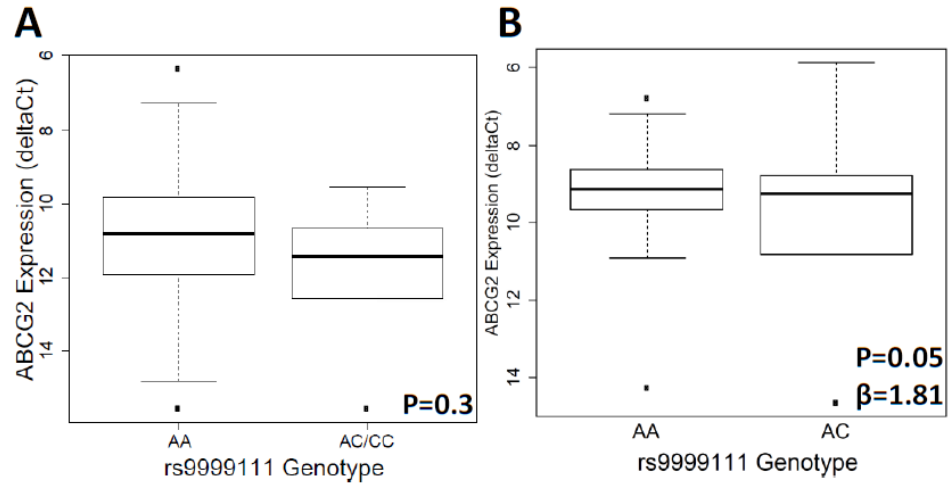 A
ABCG2 Expression (deltaCt)
6
8
10
12
14
P=0.3
AA
AC/CC
rs9999111 Genotype
B
ABCG2 Expression (deltaCt)
6
8
10
12
14
P=0.05
β=1.81
AA
AC
rs9999111 Genotype